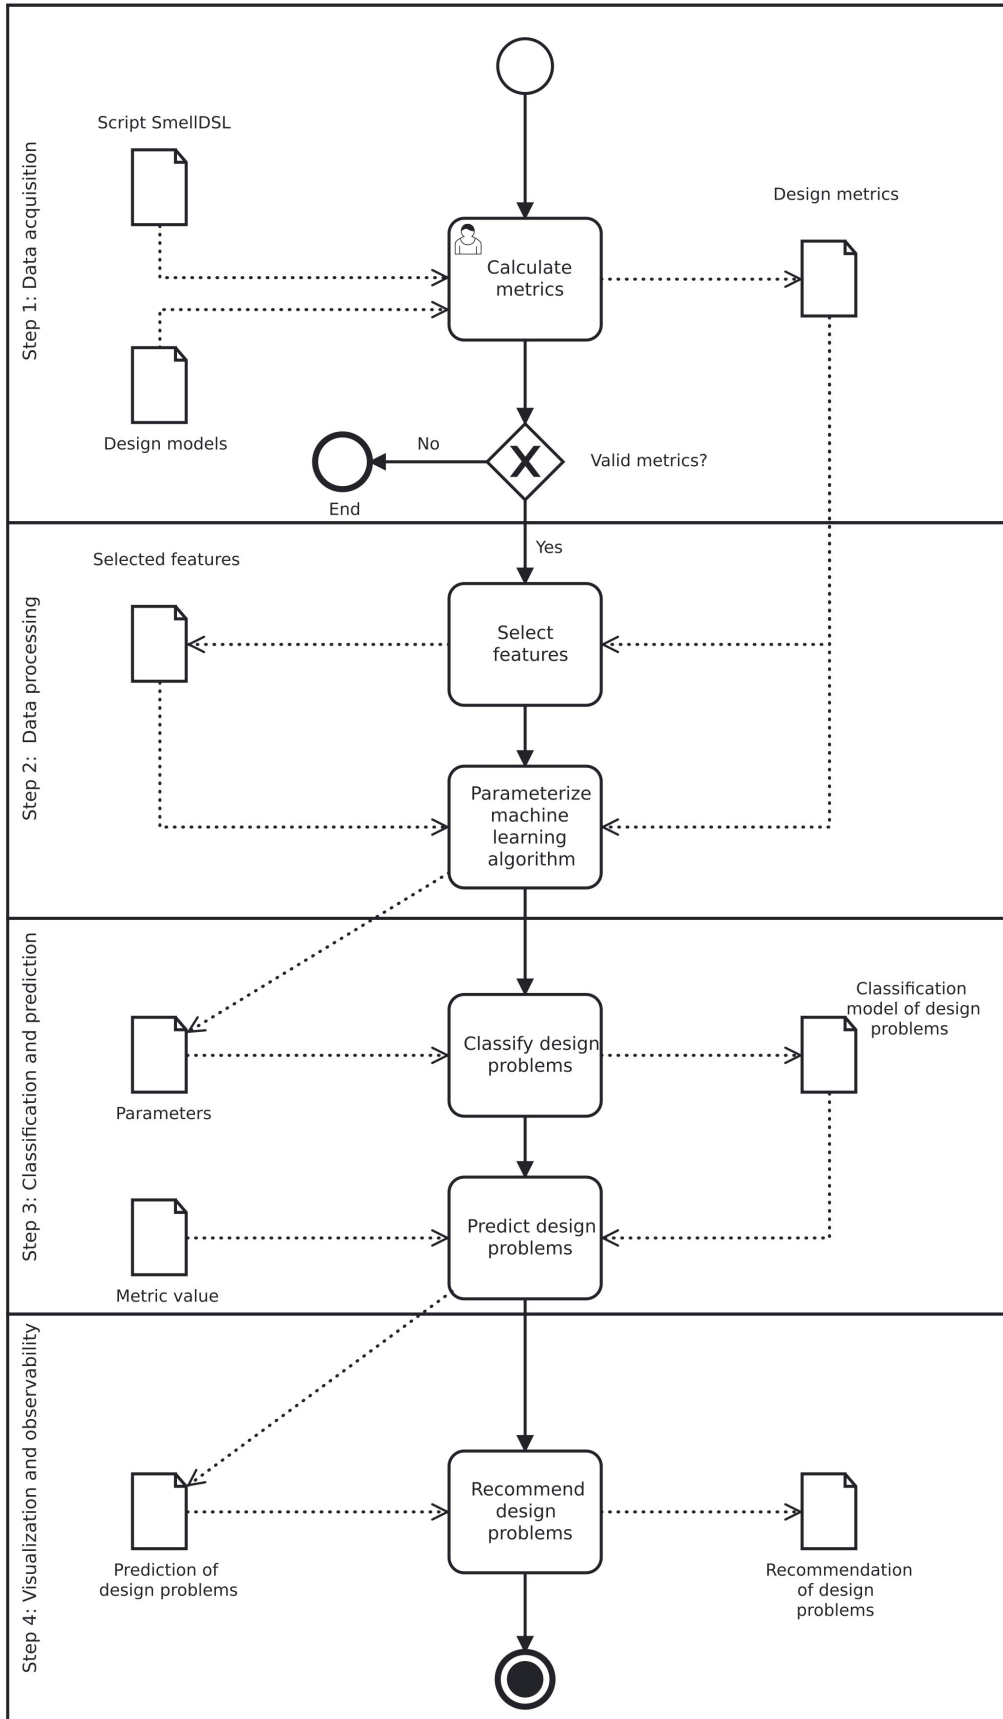 Step 1: Data acquisition
Script SmellDSL
Design metrics
Calculate
metrics
Design models
No
Valid metrics?
End
Step 2: Data processing
Yes
Selected features
Select
features
Parameterize
machine
learning
algorithm
Step 3: Classification and prediction
Classification
model of design
problems
Classify design
problems
Parameters
Predict design
problems
Metric value
Step 4: Visualization and observability
Recommend
design
problems
Prediction of
design problems
Recommendation
of design
problems